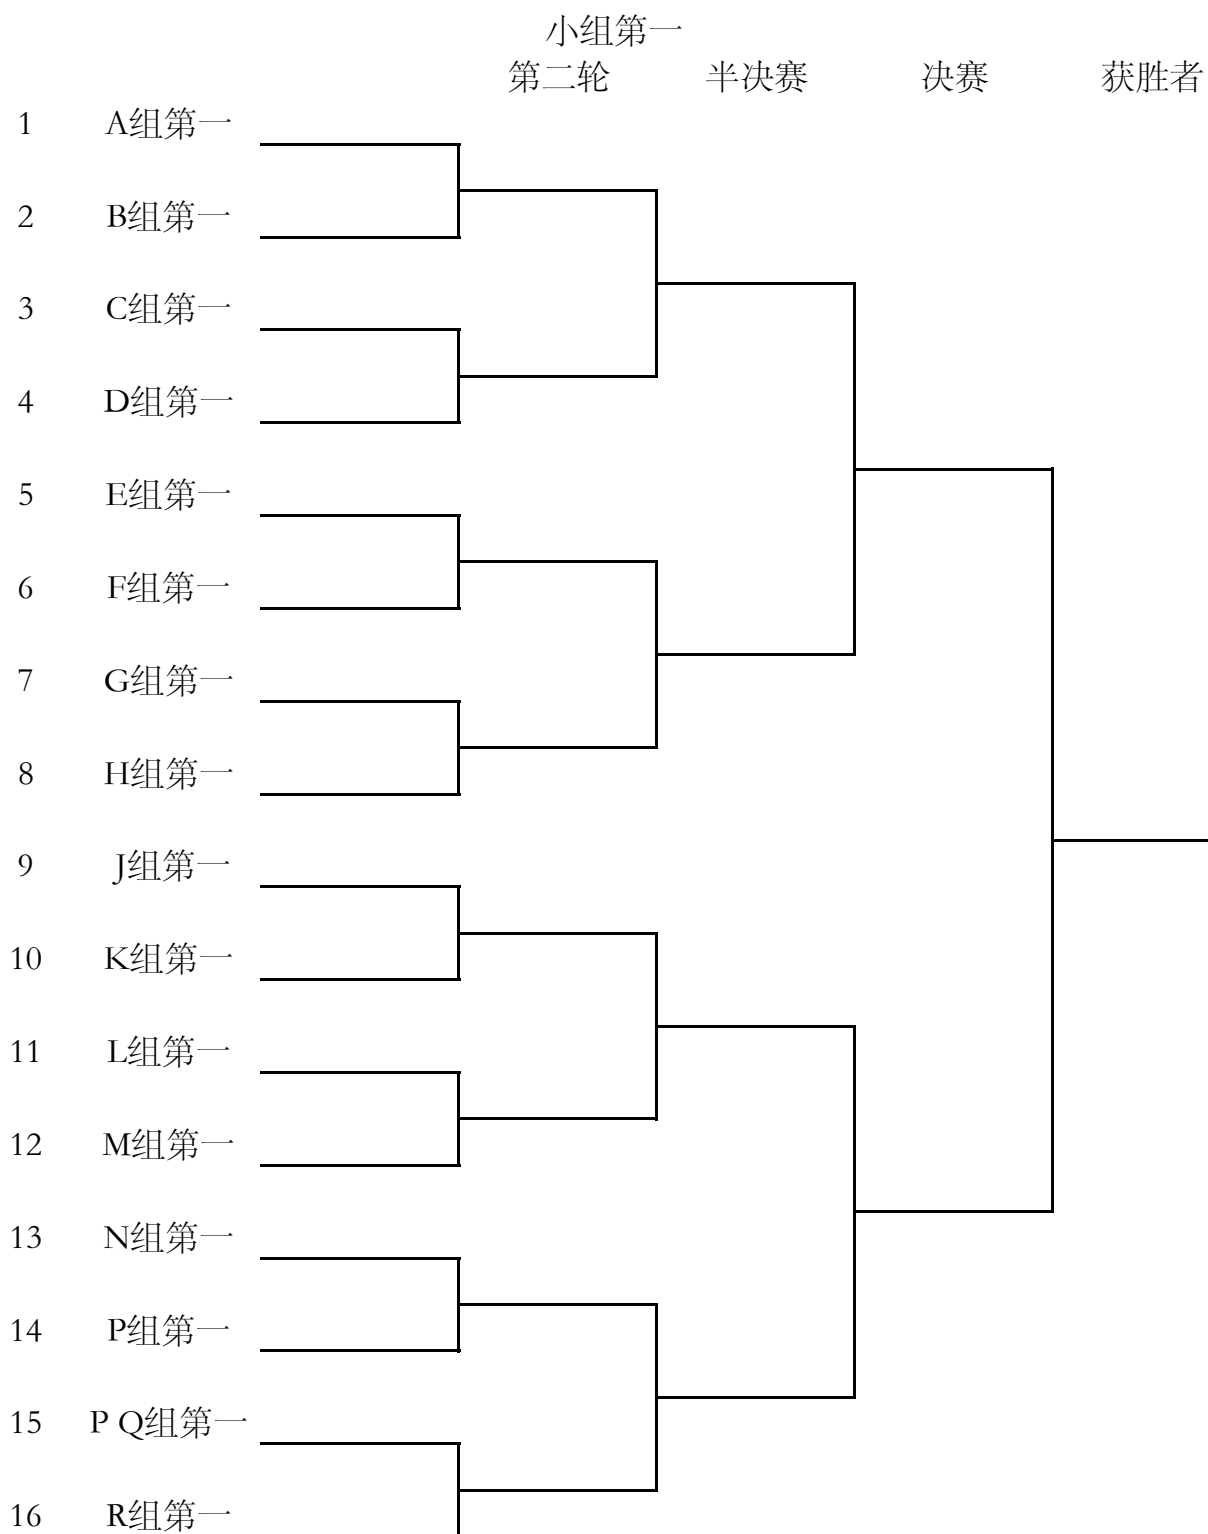 小组第一
第二轮 半决赛 决赛 获胜者
1 A组第一
2 B组第一
3 C组第一
4 D组第一
5 E组第一
6 F组第一
7 G组第一
8 H组第一
9 J组第一
10 K组第一
11 L组第一
12 M组第一
13 N组第一
14 P组第一
15 P Q组第一
16 R组第一